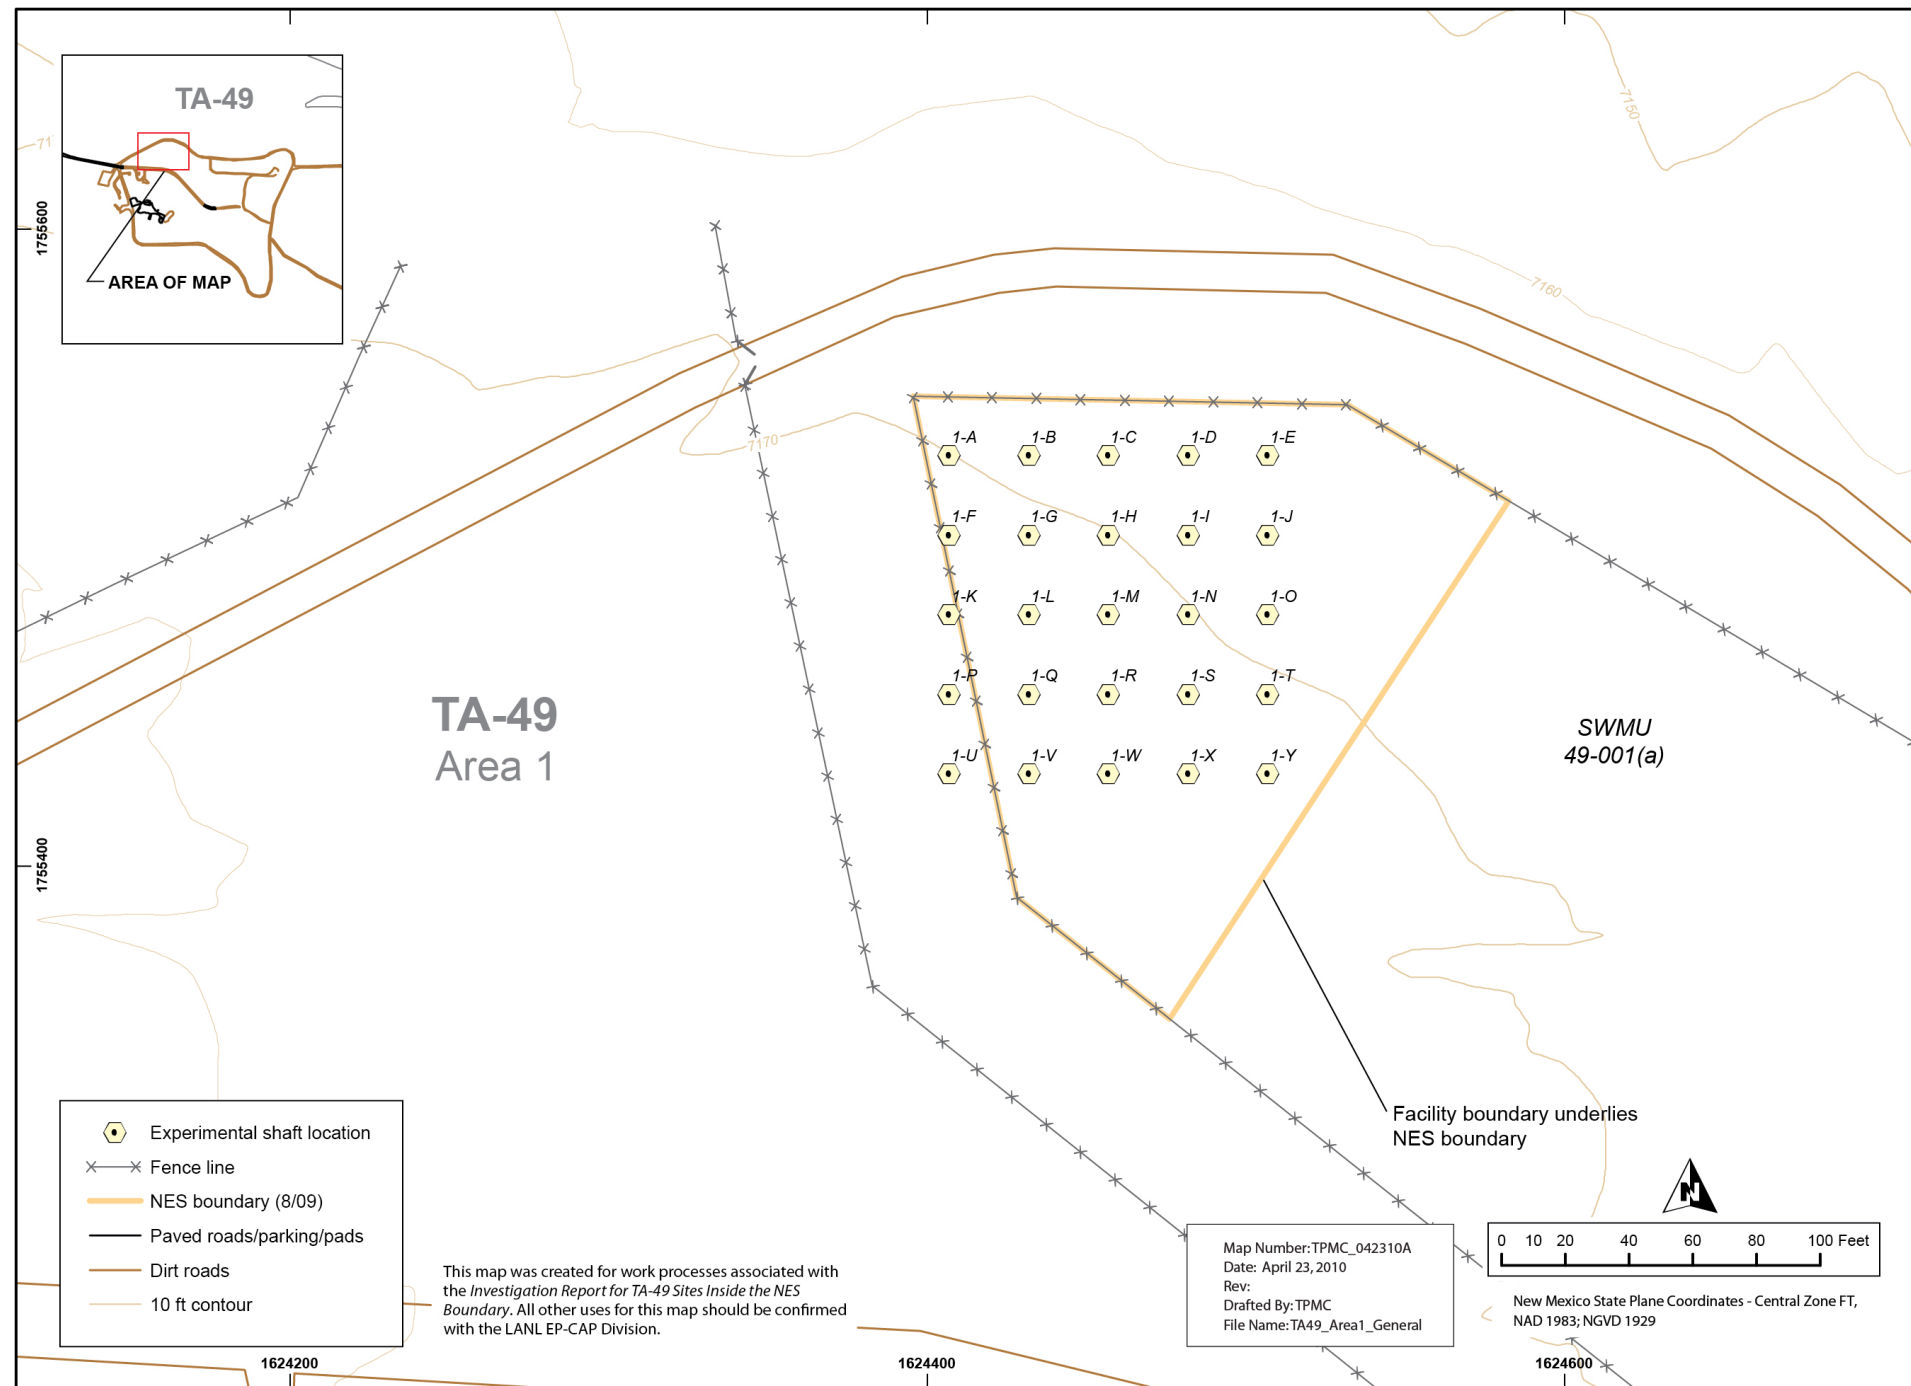 TA-49
AREA OF MAP
71
7150
7160
7170
1755600
1755400
1-A 1-B 1-C 1-D 1-E
1-F 1-G 1-H 1-I 1-J
1-K 1-L 1-M 1-N 1-O
1-P 1-Q 1-R 1-S 1-T
1-U 1-V 1-W 1-X 1-Y
TA-49
Area 1
SWMU
49-001(a)
Facility boundary underlies
NES boundary
Experimental shaft location
Fence line
NES boundary (8/09)
Paved roads/parking/pads
Dirt roads
10 ft contour
This map was created for work processes associated with
the Investigation Report for TA-49 Sites Inside the NES
Boundary. All other uses for this map should be confirmed
with the LANL EP-CAP Division.
Map Number: TPMC_042310A
Date: April 23, 2010
Rev:
Drafted By: TPMC
File Name: TA49_Area1_General
N
0 10 20 40 60 80 100 Feet
New Mexico State Plane Coordinates - Central Zone FT,
NAD 1983; NGVD 1929
1624200
1624400
1624600